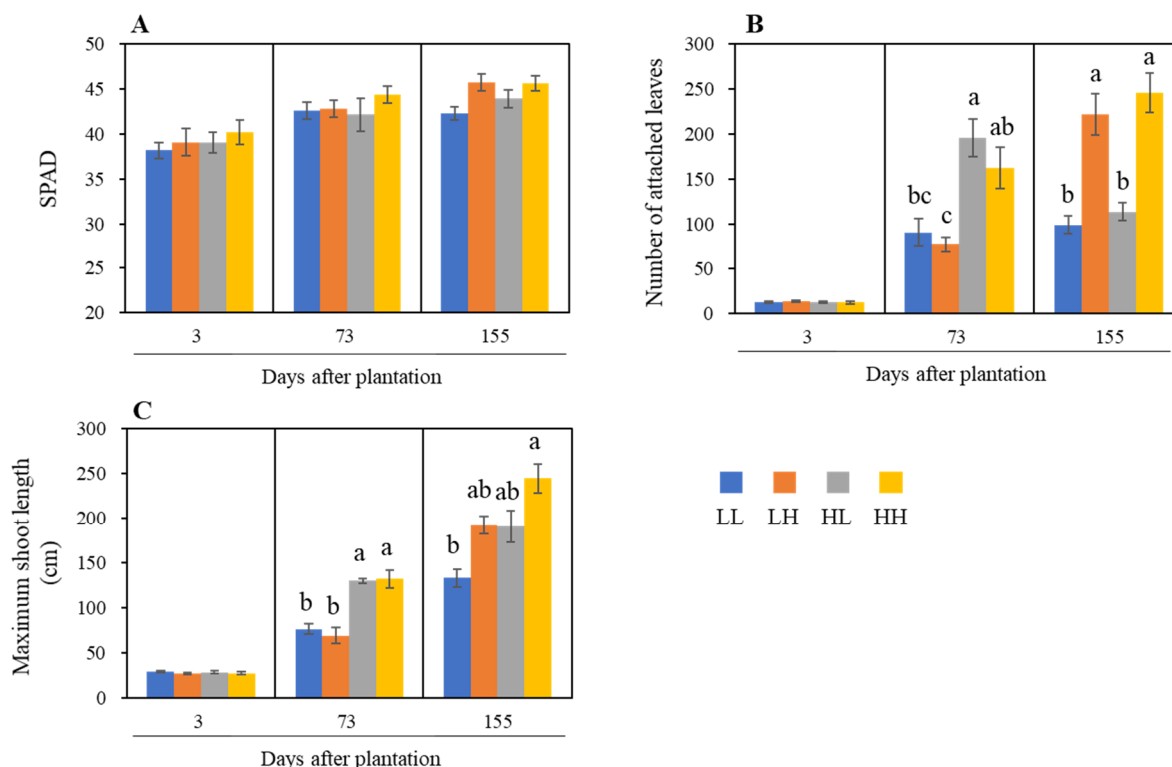 A
50
45
40
35
30
25
20
SPAD
3 73 155
Days after plantation
B
300
250
200
150
100
50
0
Number of attached leaves
bc c a ab
b a b a
3 73 155
Days after plantation
C
300
250
200
150
100
50
0
Maximum shoot length
(cm)
b b a a
b ab ab a
3 73 155
Days after plantation
LL LH HL HH